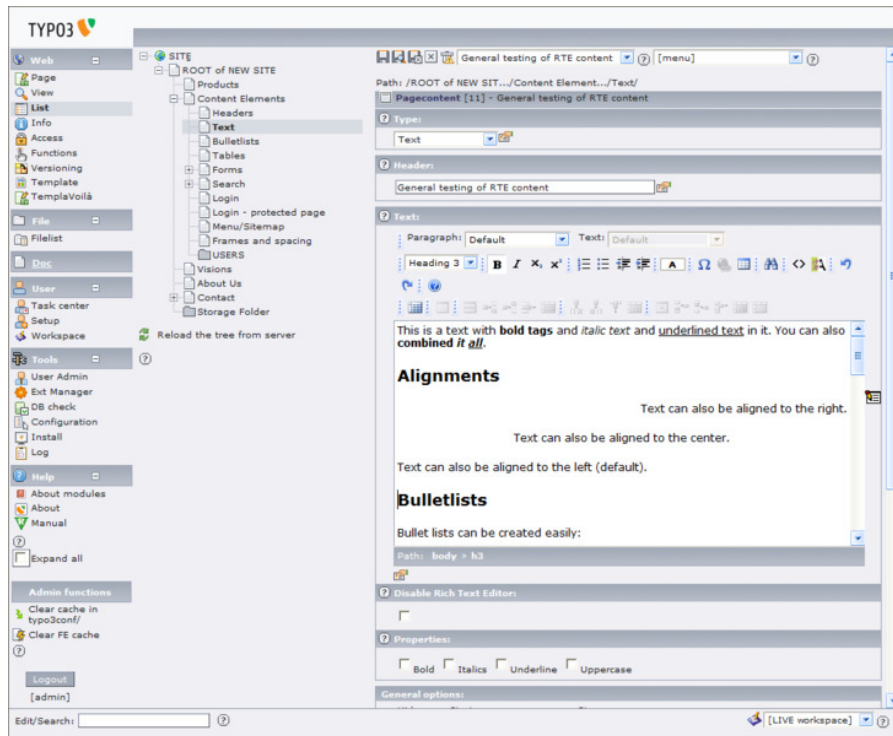 TYPO3
Web
Page
View
List
Info
Access
Functions
Versioning
Template
TemplaVoilà
File
Filelist
Doc
User
Task center
Setup
Workspace
Tools
User Admin
Ext Manager
DB check
Configuration
Install
Log
Help
About modules
About
Manual
Expand all
Admin functions
Clear cache in
typo3conf/
Clear FE cache
Logout
[admin]
SITE
ROOT of NEW SITE
Products
Content Elements
Headers
Text
Bulletlists
Tables
Forms
Search
Login
Login - protected page
Menu/Sitemap
Frames and spacing
USERS
Visions
About Us
Contact
Storage Folder
Reload the tree from server
General testing of RTE content [menu]
Path: /ROOT of NEW SIT.../Content Element.../Text/
Pagecontent [11] - General testing of RTE content
Type:
Text
Header:
General testing of RTE content
Text:
Paragraph: Default Text: Default
Heading 3 B I X₂ X² A Ω
This is a text with bold tags and italic text and underlined text in it. You can also
combined it all.
Alignments
Text can also be aligned to the right.
Text can also be aligned to the center.
Text can also be aligned to the left (default).
Bulletlists
Bullet lists can be created easily:
Path: body > h3
Disable Rich Text Editor:
Properties:
Bold Italics Underline Uppercase
General options:
Edit/Search: [LIVE workspace]